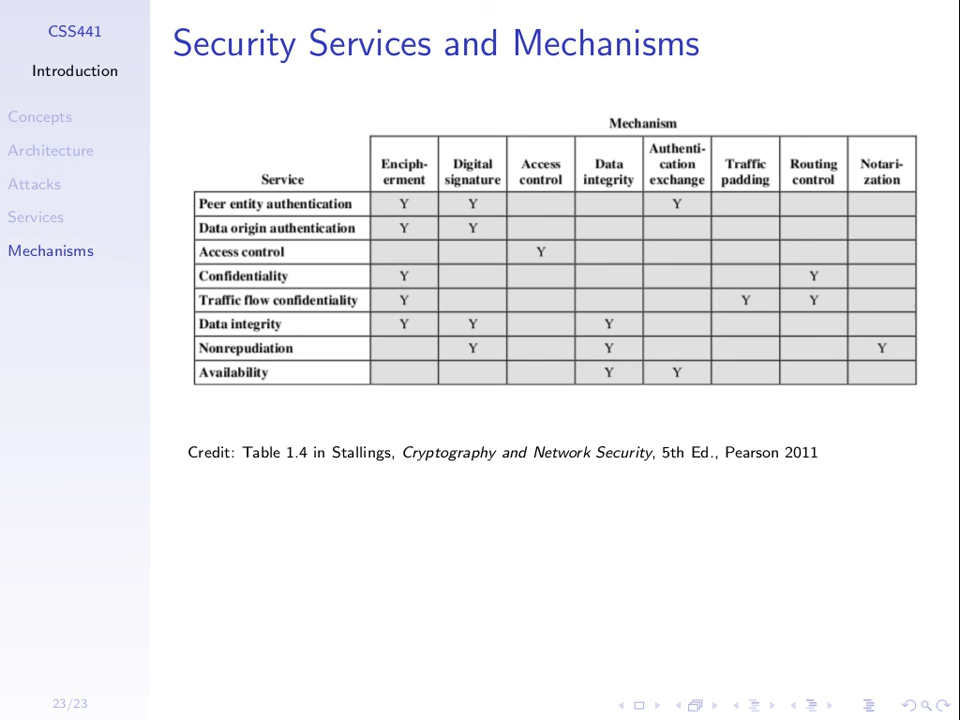 CSS441
Introduction
Concepts
Architecture
Attacks
Services
Mechanisms
23/23
Security Services and Mechanisms
Mechanism
Service Enciph-erment Digital signature Access control Data integrity Authenti-cation exchange Traffic padding Routing control Notari-zation
Peer entity authentication Y Y Y
Data origin authentication Y Y
Access control Y
Confidentiality Y Y
Traffic flow confidentiality Y Y Y
Data integrity Y Y Y
Nonrepudiation Y Y Y
Availability Y Y
Credit: Table 1.4 in Stallings, Cryptography and Network Security, 5th Ed., Pearson 2011